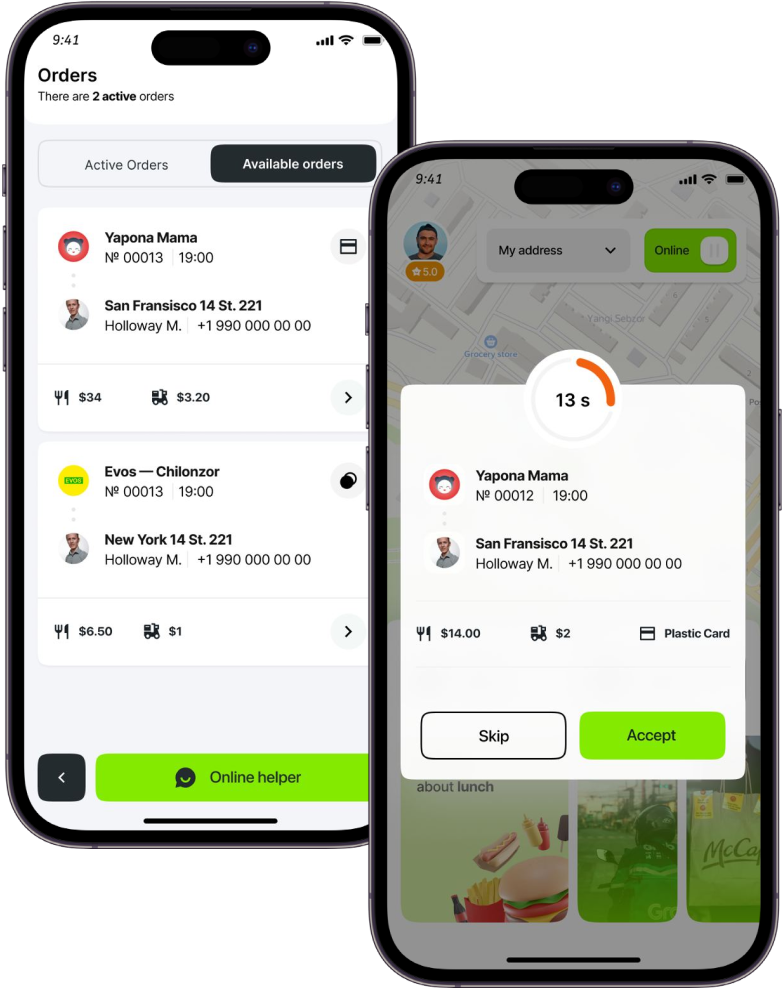 9:41
Orders
There are 2 active orders
Active Orders
Available orders
Yapona Mama
№ 00013 19:00
San Fransisco 14 St. 221
Holloway M. +1 990 000 00 00
$34 $3.20
EVOS
Evos — Chilonzor
№ 00013 19:00
New York 14 St. 221
Holloway M. +1 990 000 00 00
$6.50 $1
Online helper
9:41
5.0
My address
Online
Yangi Sebzor
Grocery store
13 s
Yapona Mama
№ 00012 19:00
San Fransisco 14 St. 221
Holloway M. +1 990 000 00 00
$14.00 $2 Plastic Card
Skip
Accept
about lunch